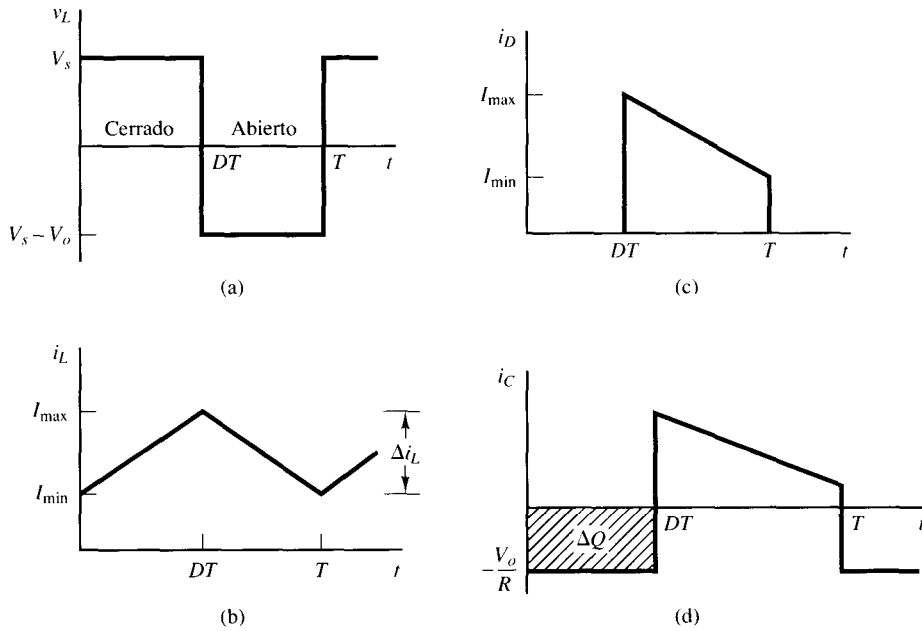 v_L
V_s
Cerrado
Abierto
DT
T
t
V_s – V_o
(a)
i_D
I_max
I_min
DT
T
t
(c)
i_L
I_max
Δi_L
I_min
DT
T
t
(b)
i_C
DT
T
t
ΔQ
-V_o/R
(d)